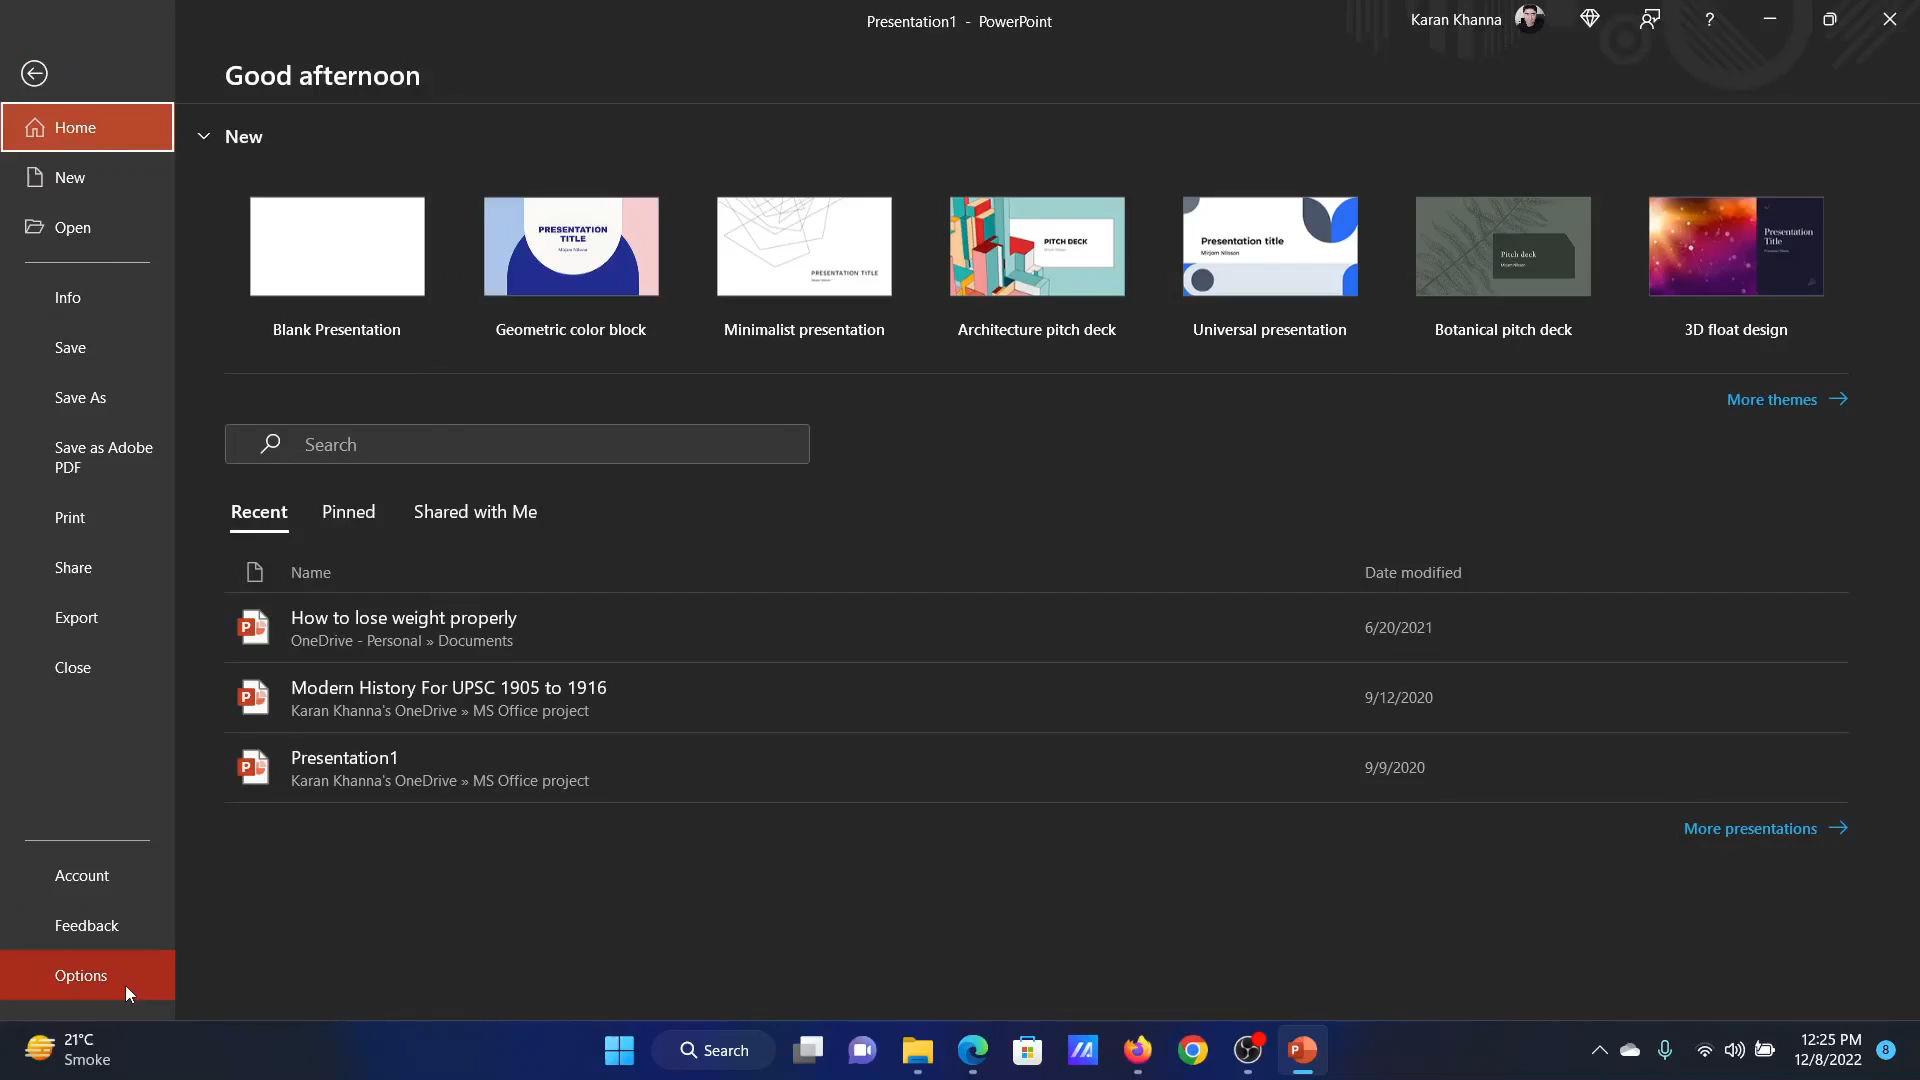 Presentation1 - PowerPoint
Karan Khanna
?
Good afternoon
Home
New
Open
Info
Save
Save As
Save as Adobe
PDF
Print
Share
Export
Close
Account
Feedback
Options
New
PRESENTATION
TITLE
Mirjam Nilsson
PRESENTATION TITLE
PITCH DECK
Presentation title
Mirjam Nilsson
Pitch deck
Mirjam Nilsson
Presentation
Title
Blank Presentation
Geometric color block
Minimalist presentation
Architecture pitch deck
Universal presentation
Botanical pitch deck
3D float design
More themes
Search
Recent
Pinned
Shared with Me
Name
Date modified
How to lose weight properly
OneDrive - Personal » Documents
6/20/2021
Modern History For UPSC 1905 to 1916
Karan Khanna's OneDrive » MS Office project
9/12/2020
Presentation1
Karan Khanna's OneDrive » MS Office project
9/9/2020
More presentations
21°C
Smoke
Search
12:25 PM
12/8/2022
8